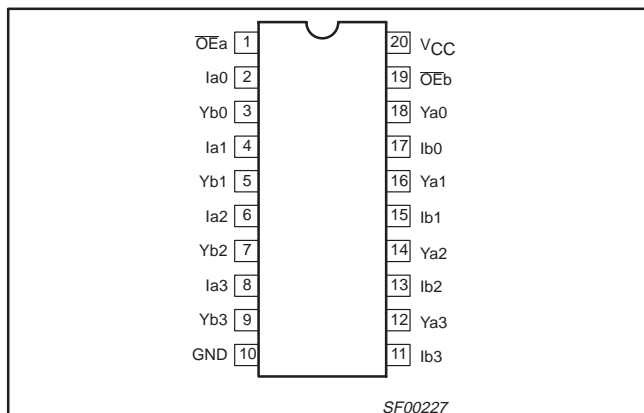 O̅E̅a 1 20 VCC
Ia0 2 19 O̅E̅b
Yb0 3 18 Ya0
Ia1 4 17 Ib0
Yb1 5 16 Ya1
Ia2 6 15 Ib1
Yb2 7 14 Ya2
Ia3 8 13 Ib2
Yb3 9 12 Ya3
GND 10 11 Ib3
SF00227